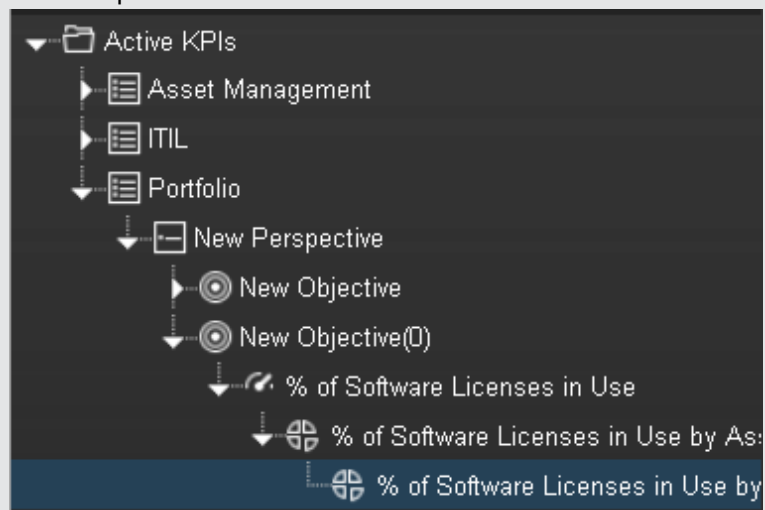 Active KPIs
Asset Management
ITIL
Portfolio
New Perspective
New Objective
New Objective(0)
% of Software Licenses in Use
% of Software Licenses in Use by As
% of Software Licenses in Use by